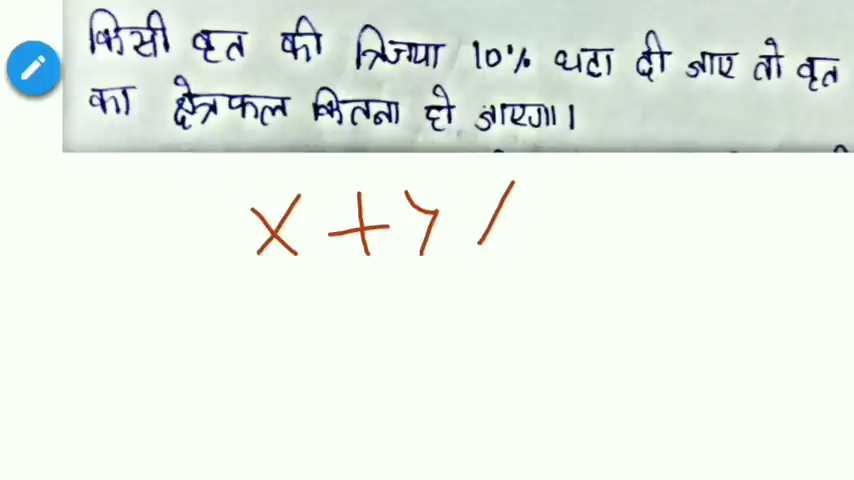 किसी वृत की त्रिज्या 10% घटा दी जाए तो वृत
का क्षेत्रफल कितना हो जाएगा।
x + y /